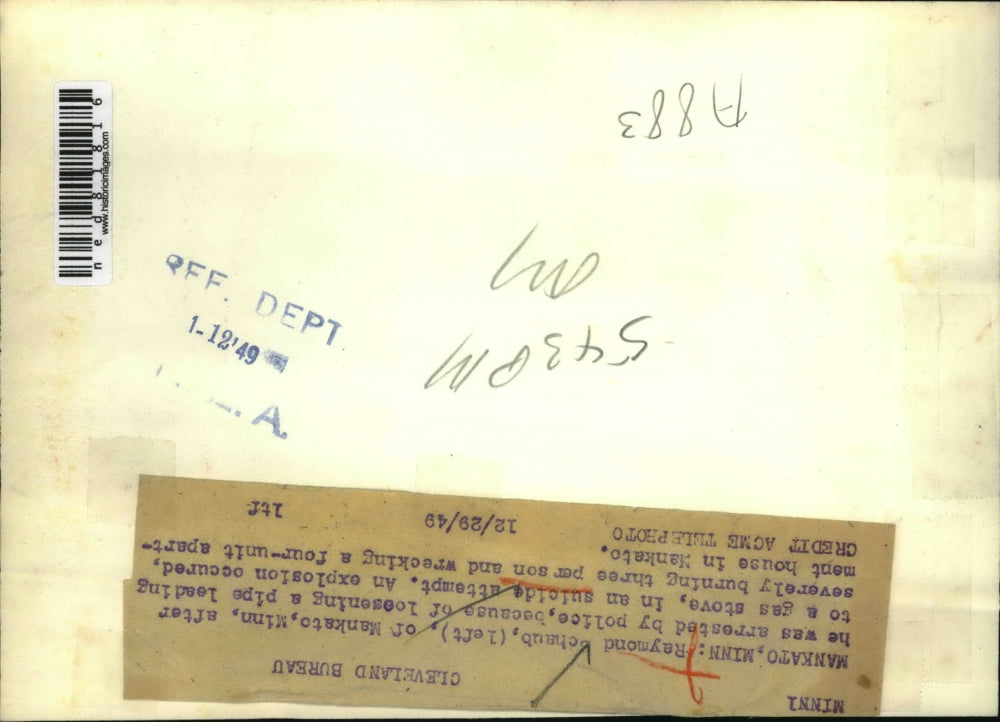 ned81816
www.historicimages.com
A883
REF. DEPT
1-12'49
A.
543PM
MINN1
CLEVELAND BUREAU
MANKATO, MINN: Raymond Schaub, (left), of Mankato, Minn, after
he was arrested by police, because of loosening a pipe leading
to a gas stove, in an suicide attempt. An explosion occured,
severely burning three person and wrecking a four-unit apart-
ment house in Mankato.
CREDIT ACME TELEPHOTO 12/29/49 ltf